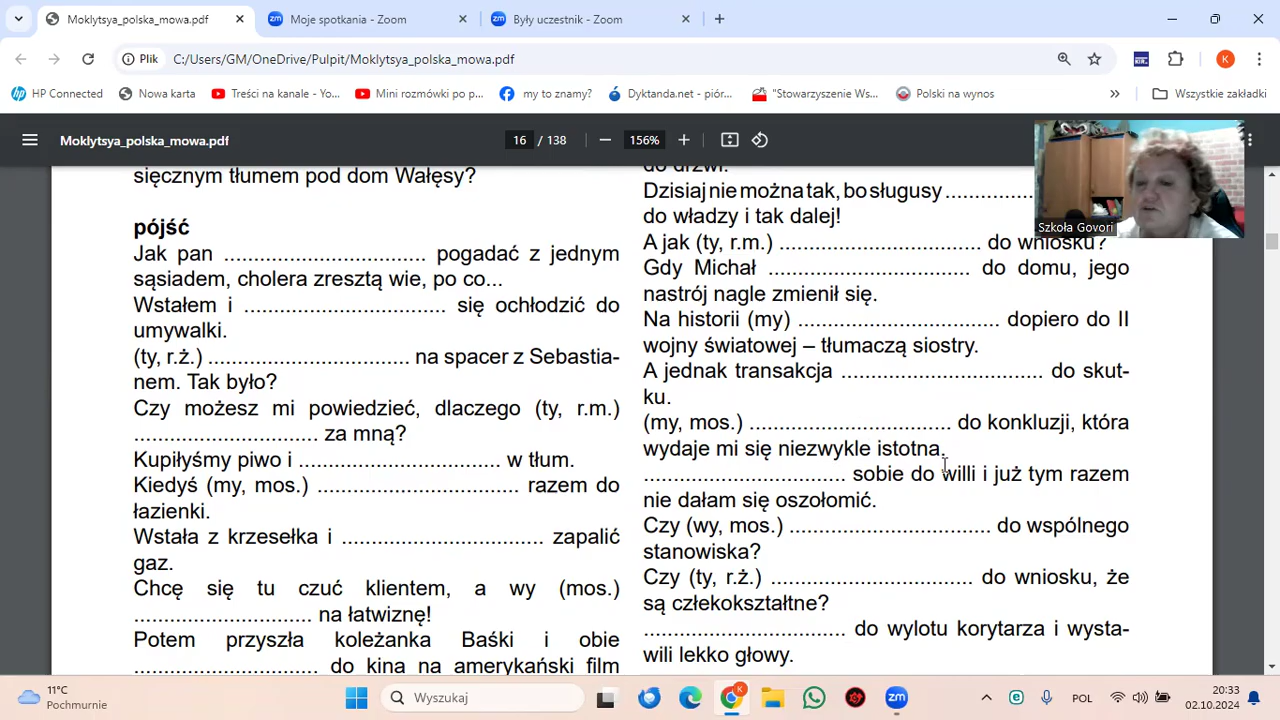 Moklytsya_polska_mowa.pdf
Moje spotkania - Zoom
Były uczestnik - Zoom
Plik
C:/Users/GM/OneDrive/Pulpit/Moklytsya_polska_mowa.pdf
K
HP Connected
Nowa karta
Treści na kanale - Yo...
Mini rozmówki po p...
my to znamy?
Dyktanda.net - piór...
"Stowarzyszenie Ws...
Polski na wynos
»
Wszystkie zakładki
Moklytsya_polska_mowa.pdf
16 / 138
156%
Szkoła Govori
sięcznym tłumem pod dom Wałęsy?
pójść
Jak pan .................................. pogadać z jednym
sąsiadem, cholera zresztą wie, po co...
Wstałem i .................................. się ochłodzić do
umywalki.
(ty, r.ż.) .................................. na spacer z Sebastia-
nem. Tak było?
Czy możesz mi powiedzieć, dlaczego (ty, r.m.)
............................... za mną?
Kupiłyśmy piwo i .................................. w tłum.
Kiedyś (my, mos.) .................................. razem do
łazienki.
Wstała z krzesełka i .................................. zapalić
gaz.
Chcę się tu czuć klientem, a wy (mos.)
.............................. na łatwiznę!
Potem przyszła koleżanka Baśki i obie
............................... do kina na amerykański film
do drzwi.
Dzisiaj nie można tak, bo sługusy ..................
do władzy i tak dalej!
A jak (ty, r.m.) .................................. do wniosku?
Gdy Michał .................................. do domu, jego
nastrój nagle zmienił się.
Na historii (my) .................................. dopiero do II
wojny światowej – tłumaczą siostry.
A jednak transakcja .................................. do skut-
ku.
(my, mos.) .................................. do konkluzji, która
wydaje mi się niezwykle istotna.
.................................. sobie do willi i już tym razem
nie dałam się oszołomić.
Czy (wy, mos.) .................................. do wspólnego
stanowiska?
Czy (ty, r.ż.) .................................. do wniosku, że
są człekokształtne?
.................................. do wylotu korytarza i wysta-
wili lekko głowy.
11°C
Pochmurnie
Wyszukaj
POL
20:33
02.10.2024